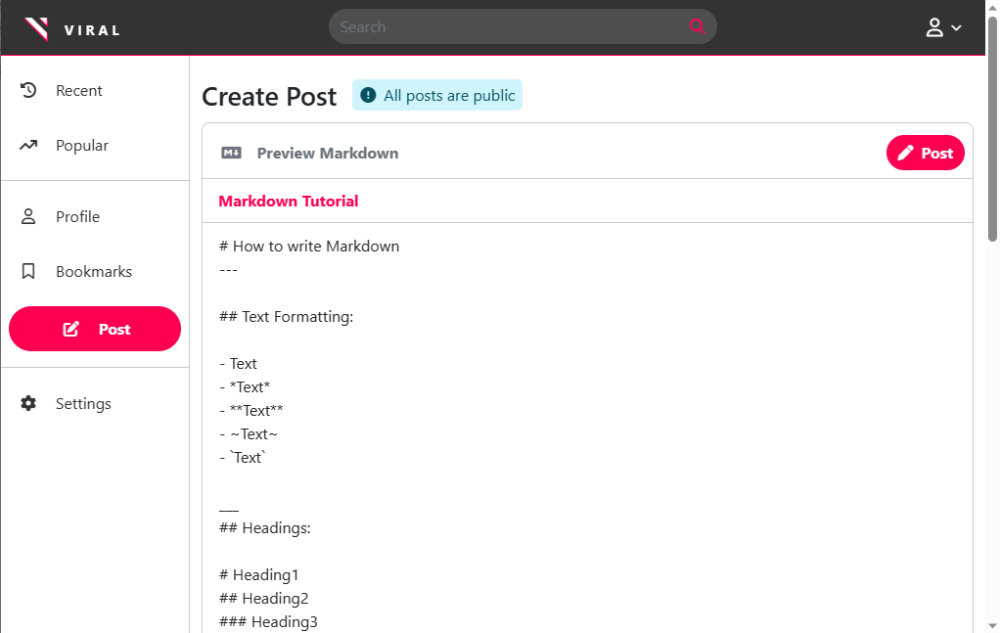 VIRAL
Search
Recent
Popular
Profile
Bookmarks
Post
Settings
Create Post
All posts are public
Preview Markdown
Post
Markdown Tutorial
# How to write Markdown
---
## Text Formatting:
- Text
- *Text*
- **Text**
- ~Text~
- `Text`
___
## Headings:
# Heading1
## Heading2
### Heading3